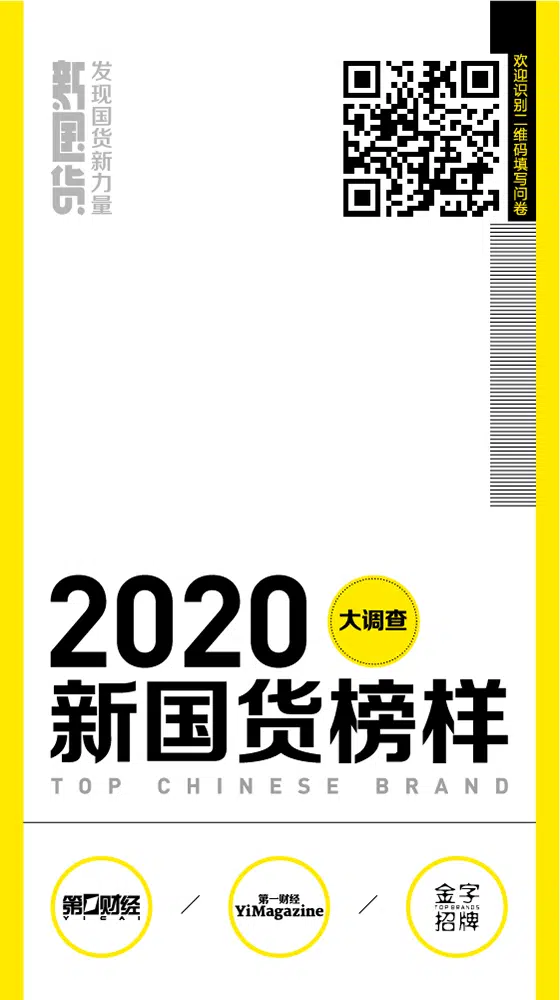 新国货
发现国货新力量
欢迎识别二维码填写问卷
2020
大调查
新国货榜样
TOP CHINESE BRAND
第一财经
YICAI
第一财经
YiMagazine
金字
TOP BRANDS
招牌